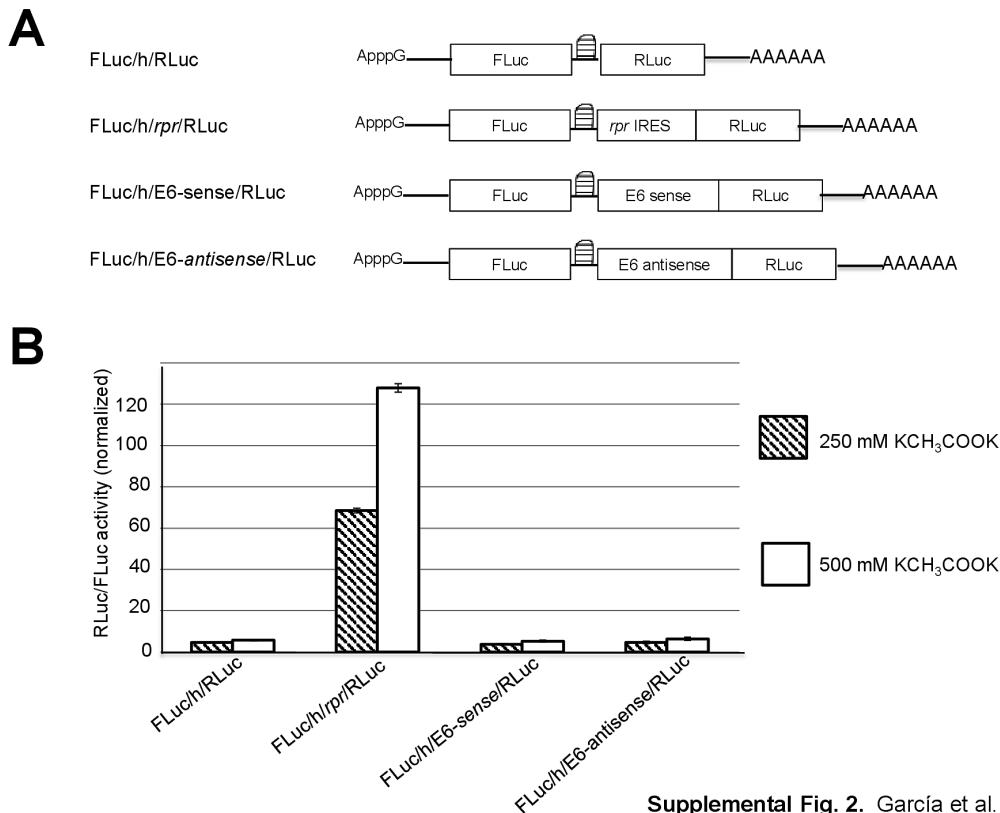 A
FLuc/h/RLuc ApppG FLuc RLuc AAAAAA
FLuc/h/rpr/RLuc ApppG FLuc rpr IRES RLuc AAAAAA
FLuc/h/E6-sense/RLuc ApppG FLuc E6 sense RLuc AAAAAA
FLuc/h/E6-antisense/RLuc ApppG FLuc E6 antisense RLuc AAAAAA
B
RLuc/FLuc activity (normalized)
120
100
80
60
40
20
0
FLuc/h/RLuc
FLuc/h/rpr/RLuc
FLuc/h/E6-sense/RLuc
FLuc/h/E6-antisense/RLuc
250 mM KCH₃COOK
500 mM KCH₃COOK
Supplemental Fig. 2. García et al.